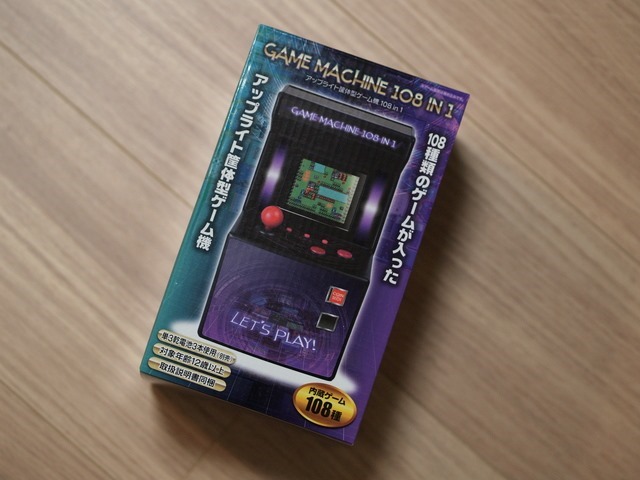 GAME MACHINE 108 IN 1
アップライト筐体型ゲーム機 108 in 1
アップライト筐体型ゲーム機
108種類のゲームが入った
GAME MACHINE 108 IN 1
LET'S PLAY!
単3乾電池3本使用(別売)
対象年齢12歳以上
取扱説明書同梱
内蔵ゲーム
108種